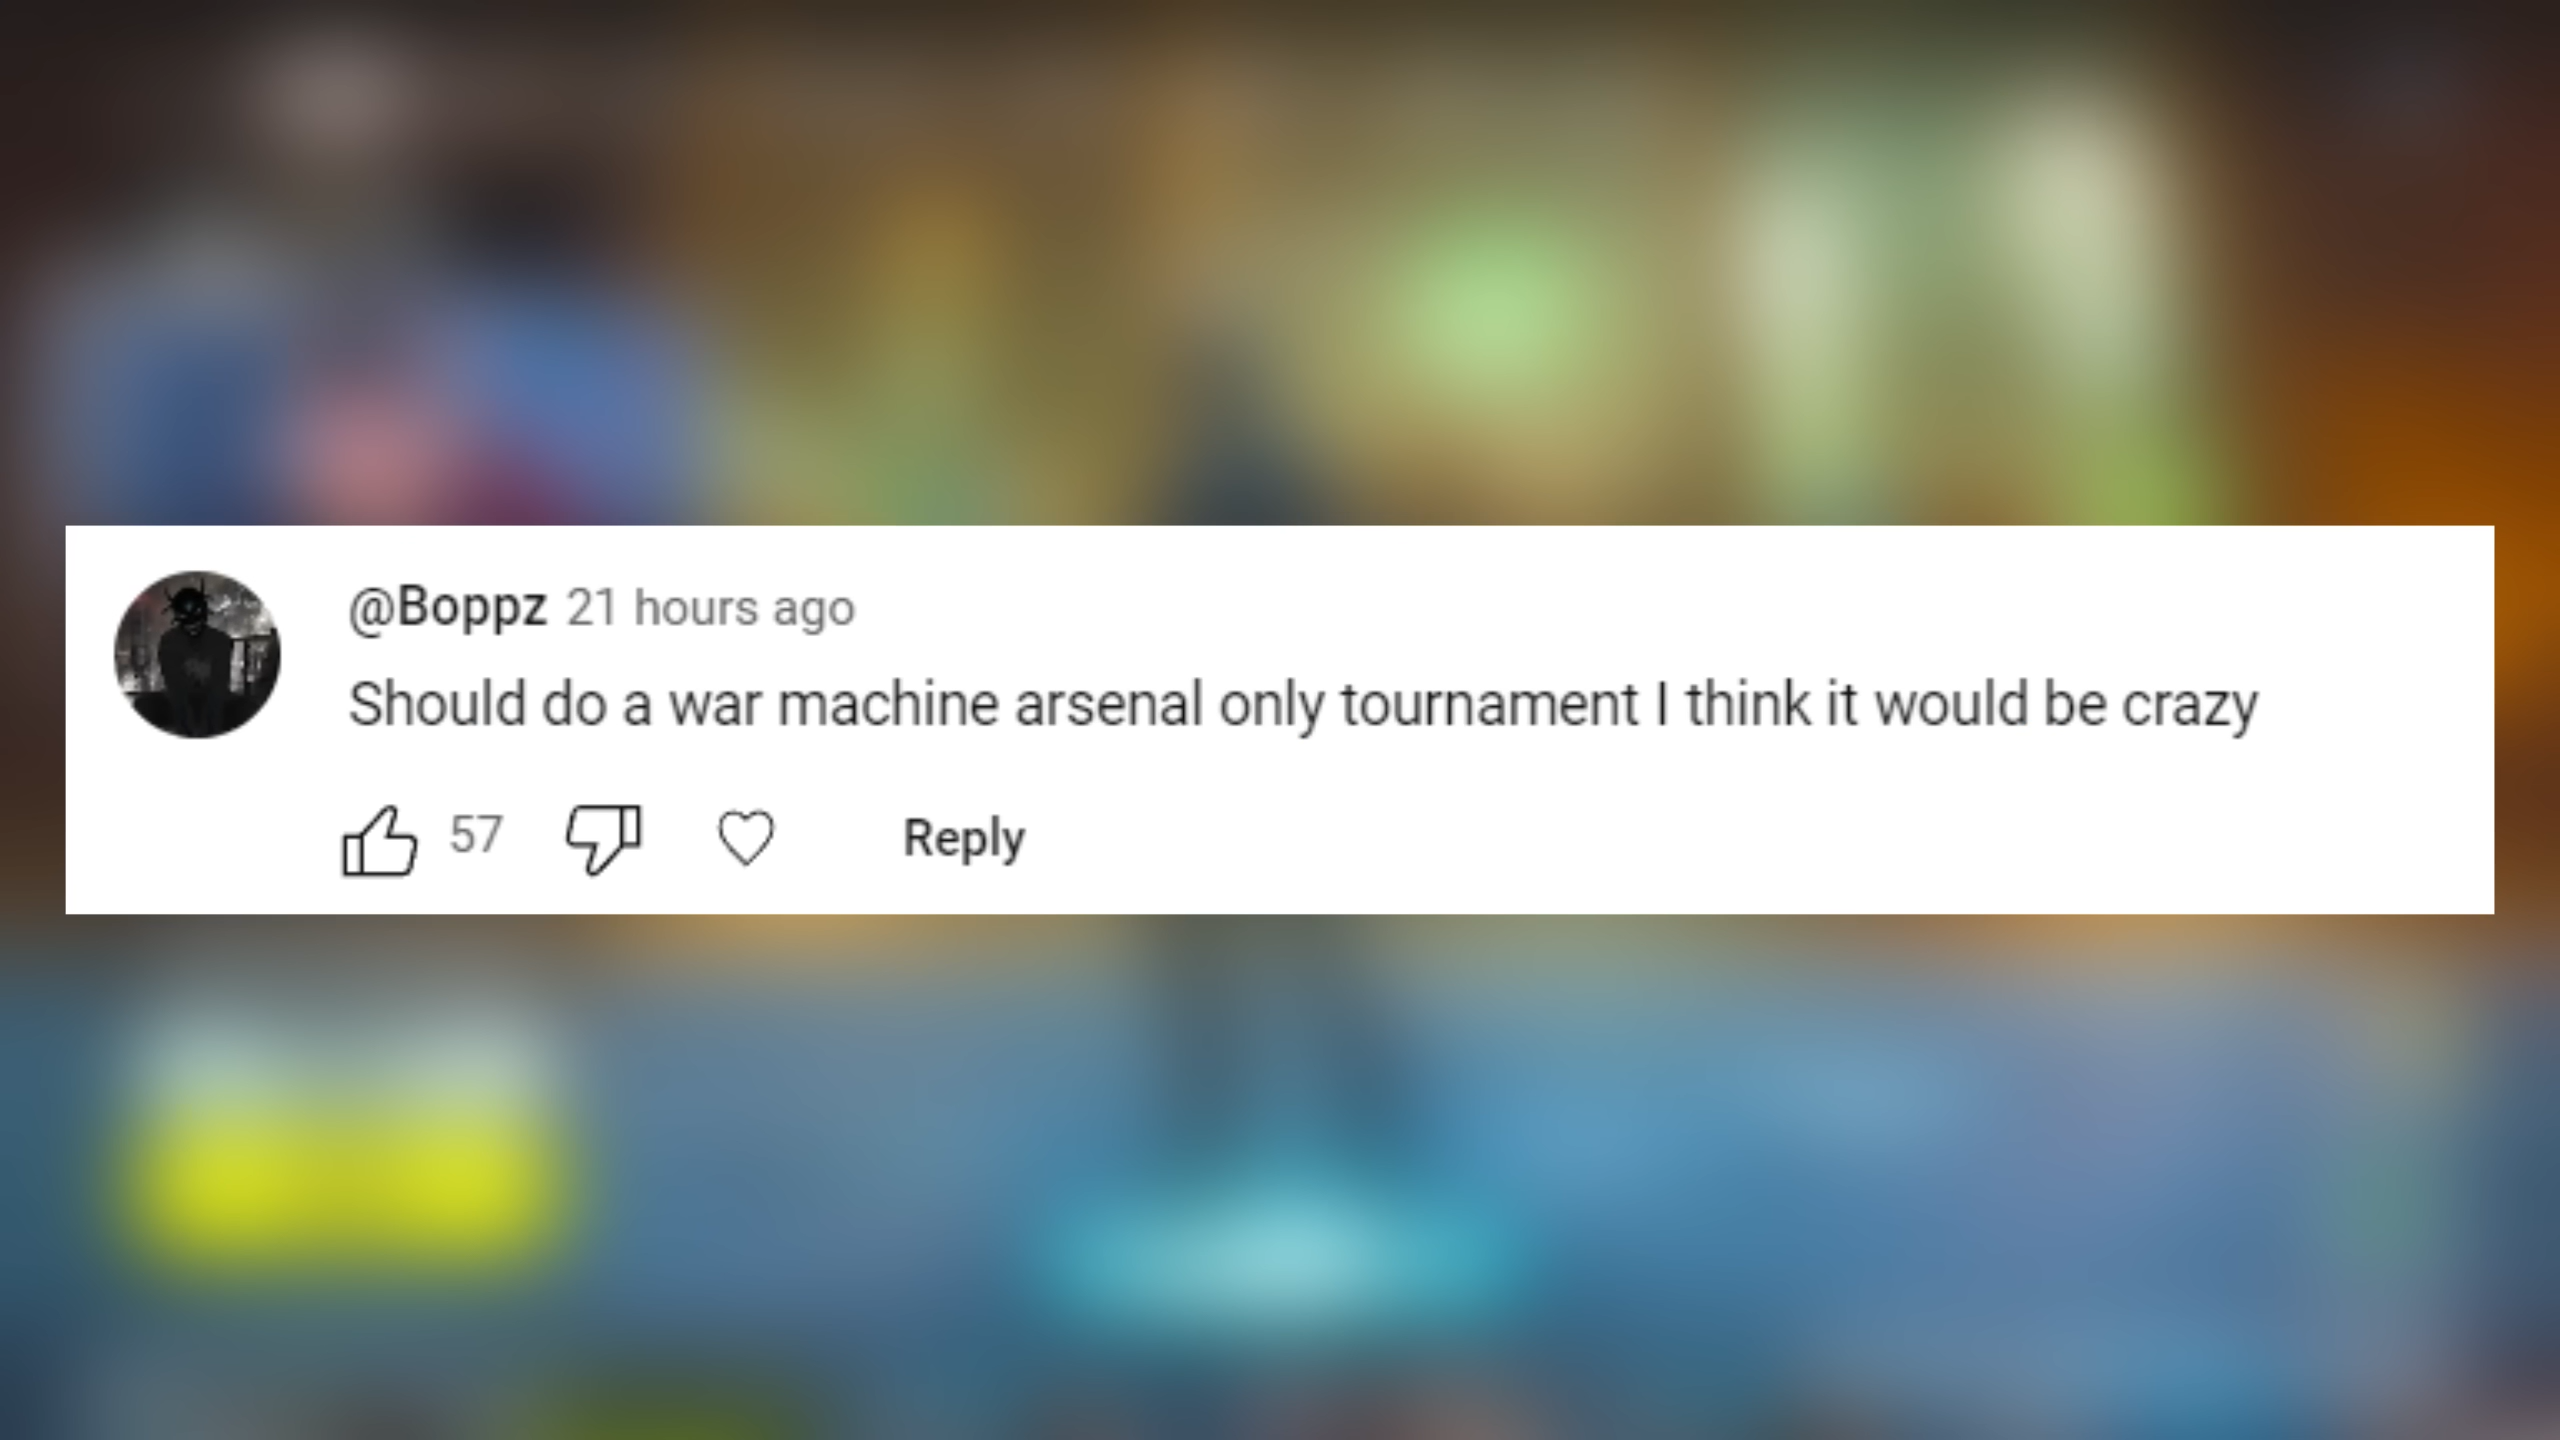 @Boppz 21 hours ago
Should do a war machine arsenal only tournament I think it would be crazy
57 Reply